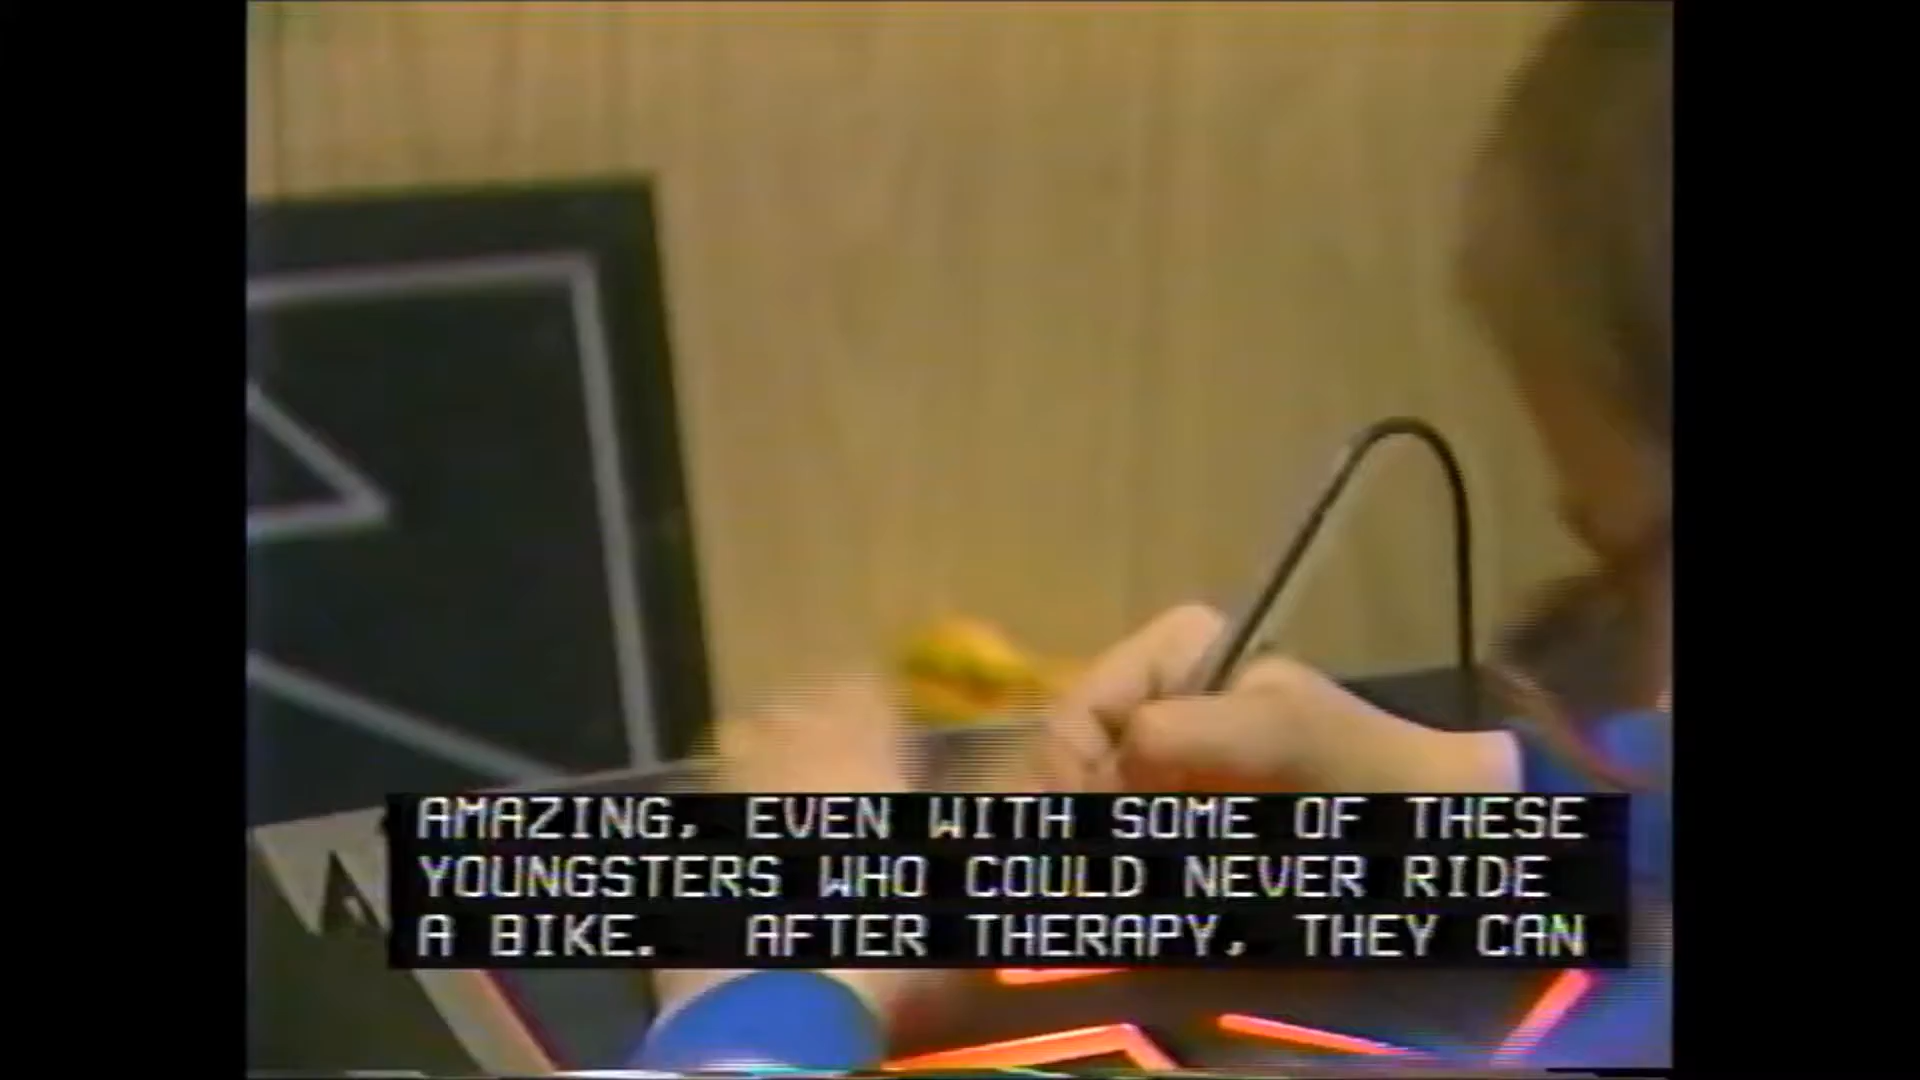 AMAZING, EVEN WITH SOME OF THESE
YOUNGSTERS WHO COULD NEVER RIDE
A BIKE.  AFTER THERAPY, THEY CAN